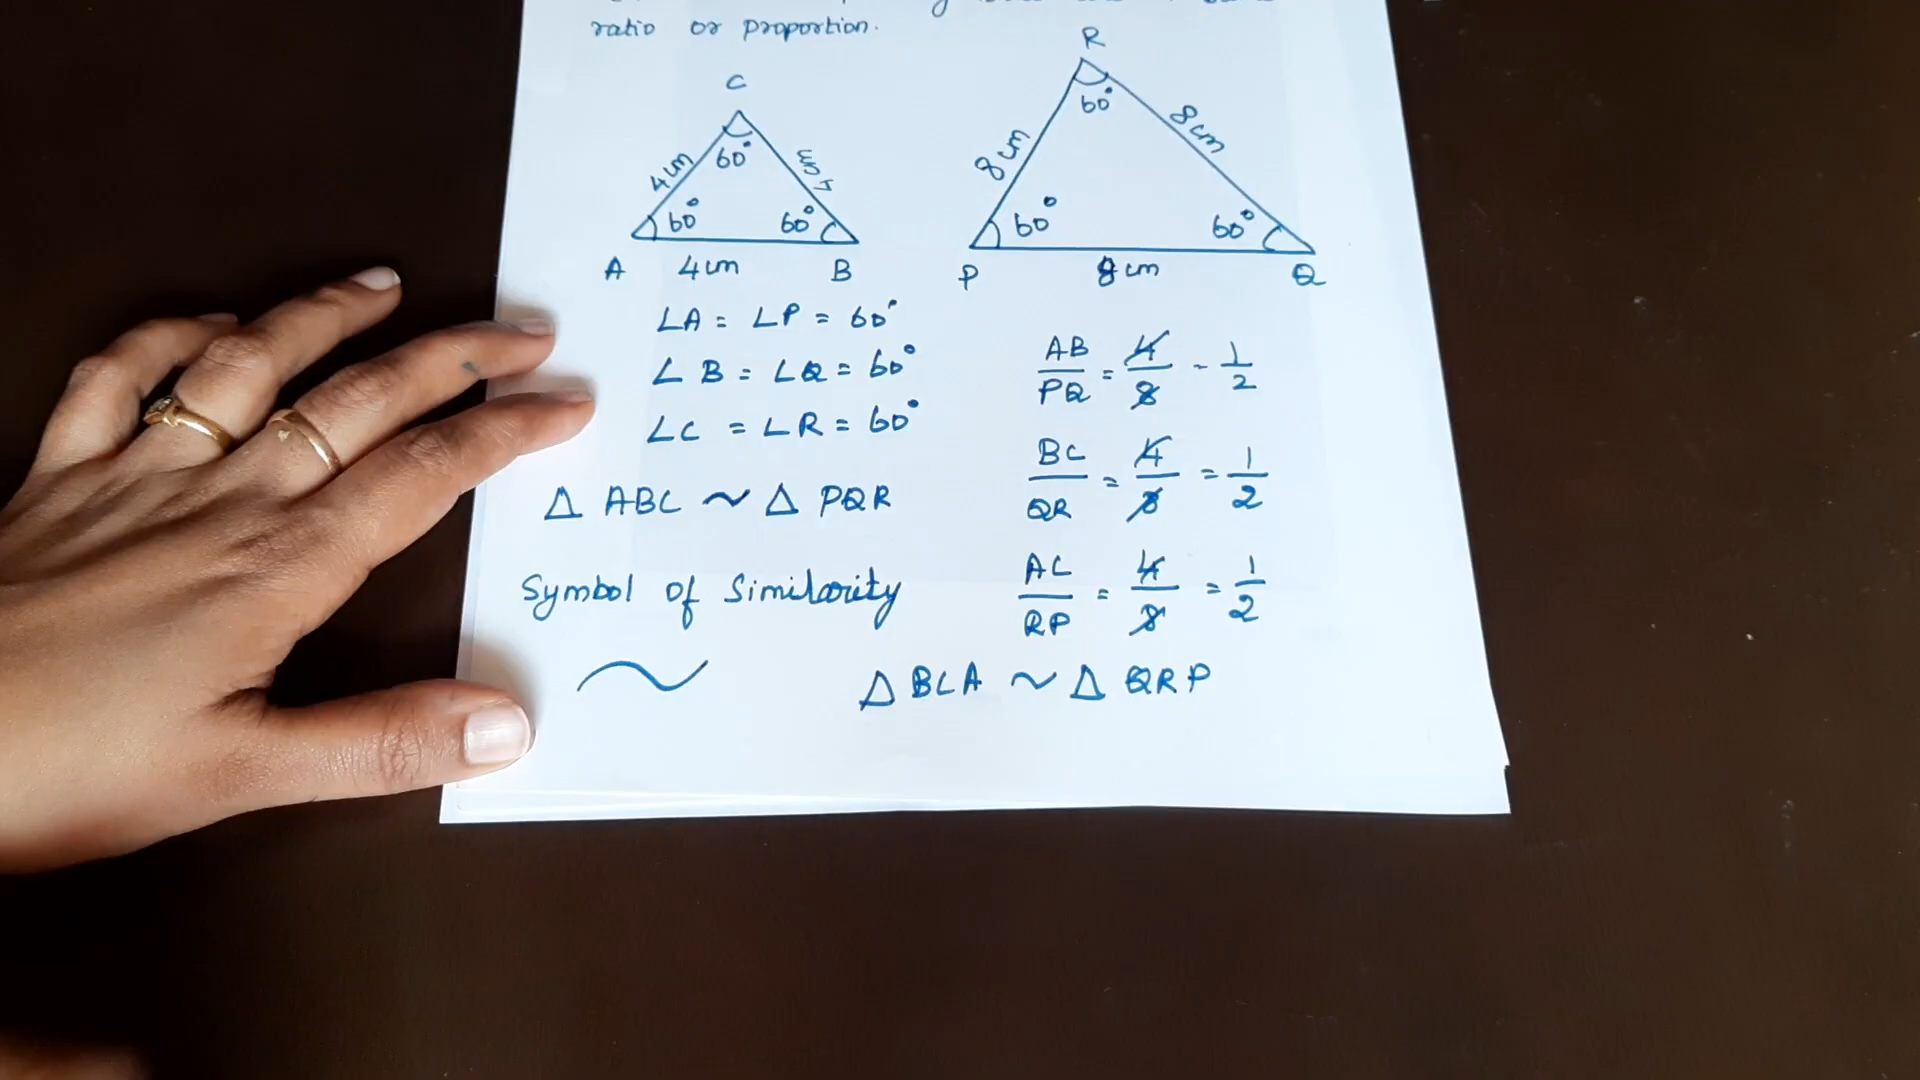 ratio or proportion.
C
R
60°
60°
4cm
4cm
8cm
8cm
60°
60°
60°
60°
A 4cm B
P 8cm Q
∠A = ∠P = 60°
∠B = ∠Q = 60°
∠C = ∠R = 60°
△ ABC ~ △ PQR
Symbol of Similarity
~
AB/PQ = 4/8 - 1/2
BC/QR = 4/8 = 1/2
AC/RP = 4/8 = 1/2
△ BCA ~ △ QRP